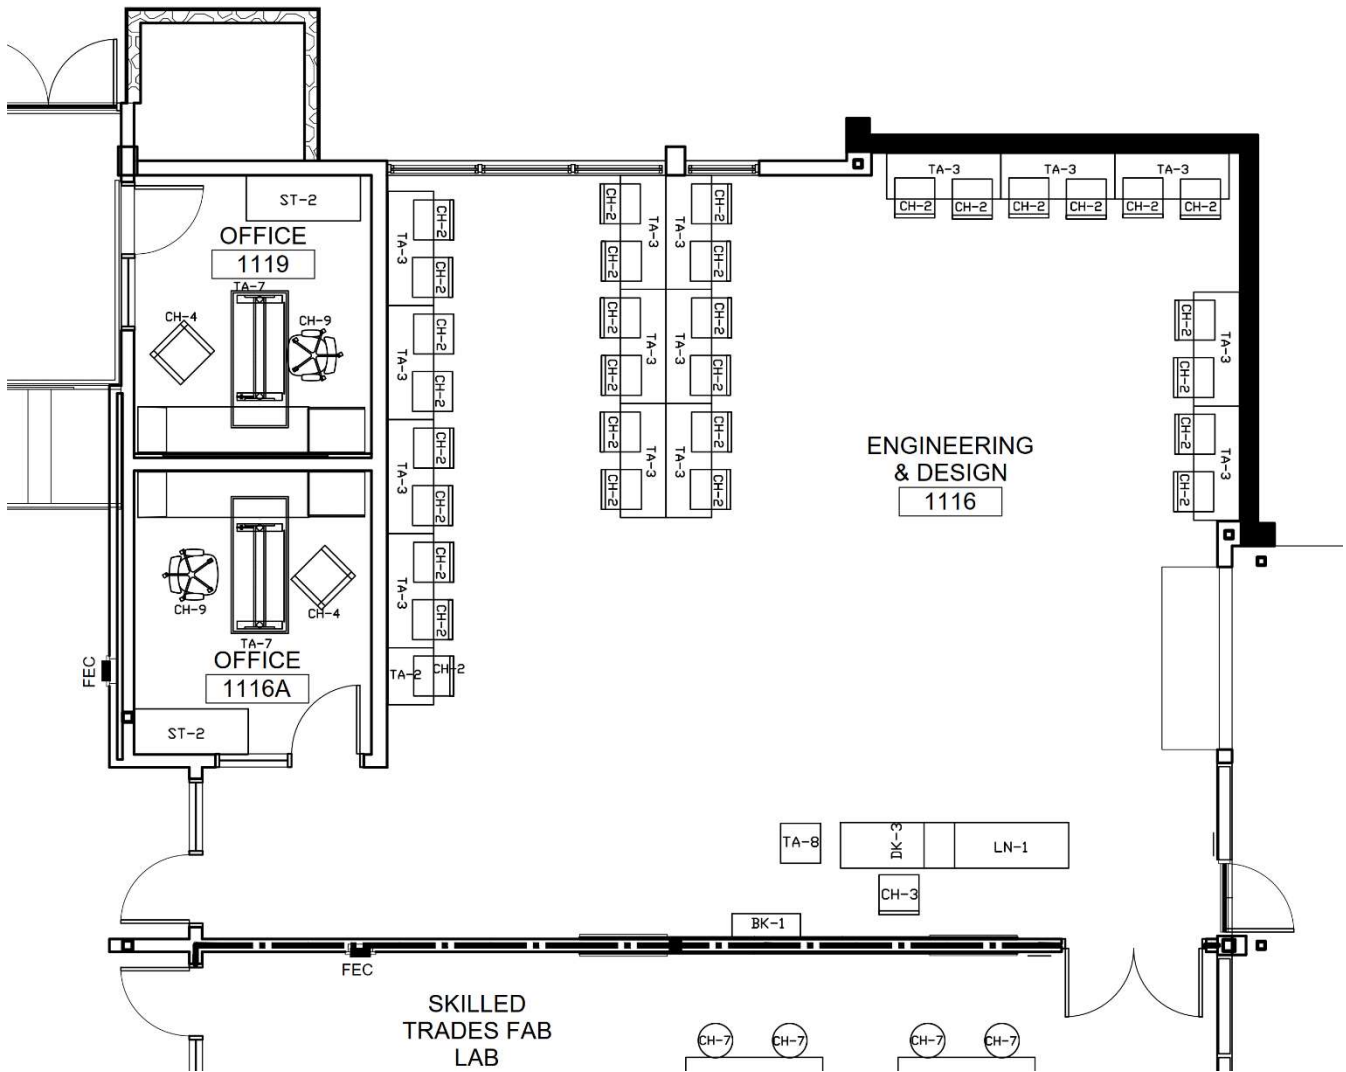 TA-3
TA-3
TA-3
CH-2
CH-2
CH-2
CH-2
CH-2
CH-2
ST-2
OFFICE
1119
TA-7
CH-4
CH-9
CH-2
CH-2
TA-3
CH-2
CH-2
TA-3
CH-2
CH-2
TA-3
CH-2
CH-2
TA-3
TA-2
CH-2
CH-2
CH-2
TA-3
TA-3
CH-2
CH-2
CH-2
CH-2
TA-3
TA-3
CH-2
CH-2
CH-2
CH-2
TA-3
TA-3
CH-2
CH-2
CH-2
TA-3
CH-2
CH-2
TA-3
CH-2
ENGINEERING
& DESIGN
1116
CH-9
CH-4
TA-7
OFFICE
1116A
FEC
ST-2
TA-8
DK-3
LN-1
CH-3
BK-1
FEC
SKILLED
TRADES FAB
LAB
CH-7
CH-7
CH-7
CH-7